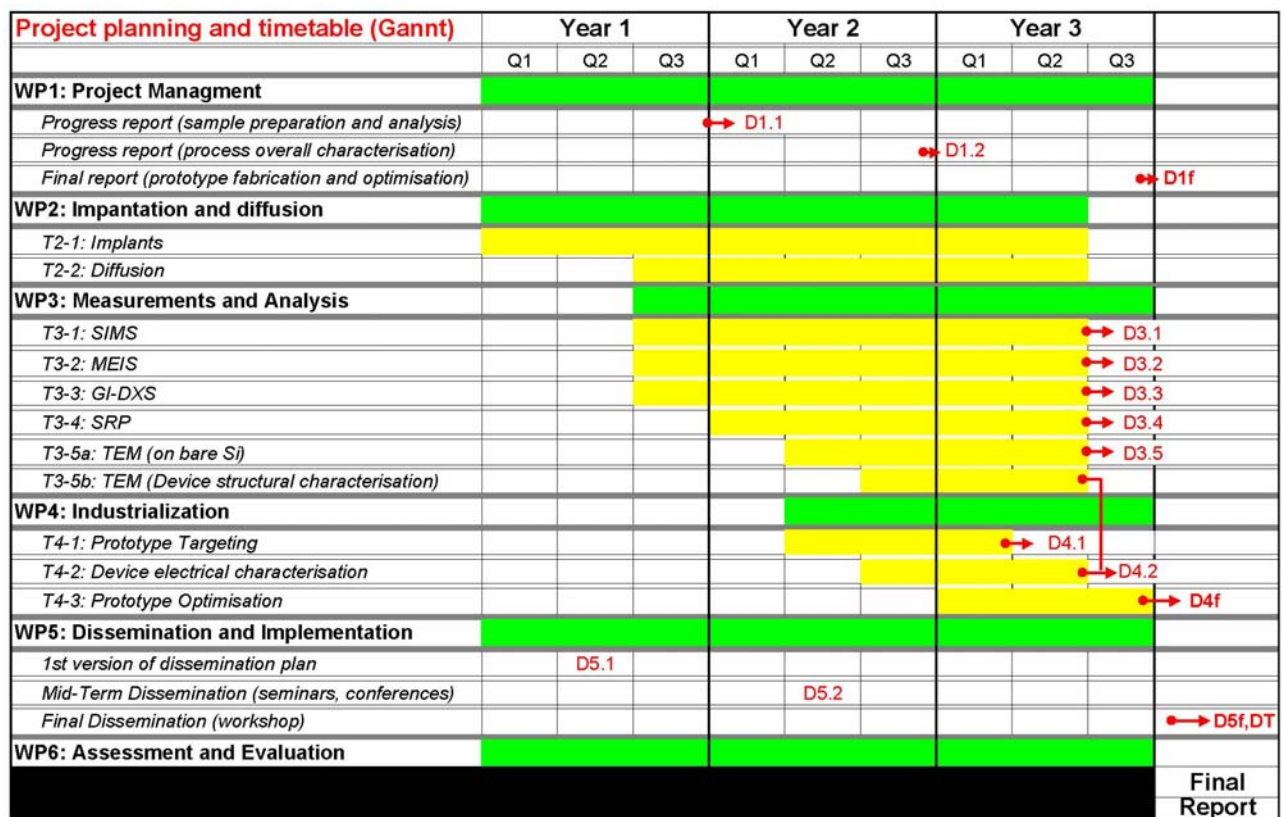 Project planning and timetable (Gannt) Year 1 Year 2 Year 3
Q1 Q2 Q3 Q1 Q2 Q3 Q1 Q2 Q3
WP1: Project Managment
Progress report (sample preparation and analysis) D1.1
Progress report (process overall characterisation) D1.2
Final report (prototype fabrication and optimisation) D1f
WP2: Impantation and diffusion
T2-1: Implants
T2-2: Diffusion
WP3: Measurements and Analysis
T3-1: SIMS D3.1
T3-2: MEIS D3.2
T3-3: GI-DXS D3.3
T3-4: SRP D3.4
T3-5a: TEM (on bare Si) D3.5
T3-5b: TEM (Device structural characterisation)
WP4: Industrialization
T4-1: Prototype Targeting D4.1
T4-2: Device electrical characterisation D4.2
T4-3: Prototype Optimisation D4f
WP5: Dissemination and Implementation
1st version of dissemination plan D5.1
Mid-Term Dissemination (seminars, conferences) D5.2
Final Dissemination (workshop) D5f,DT
WP6: Assessment and Evaluation
Final
Report